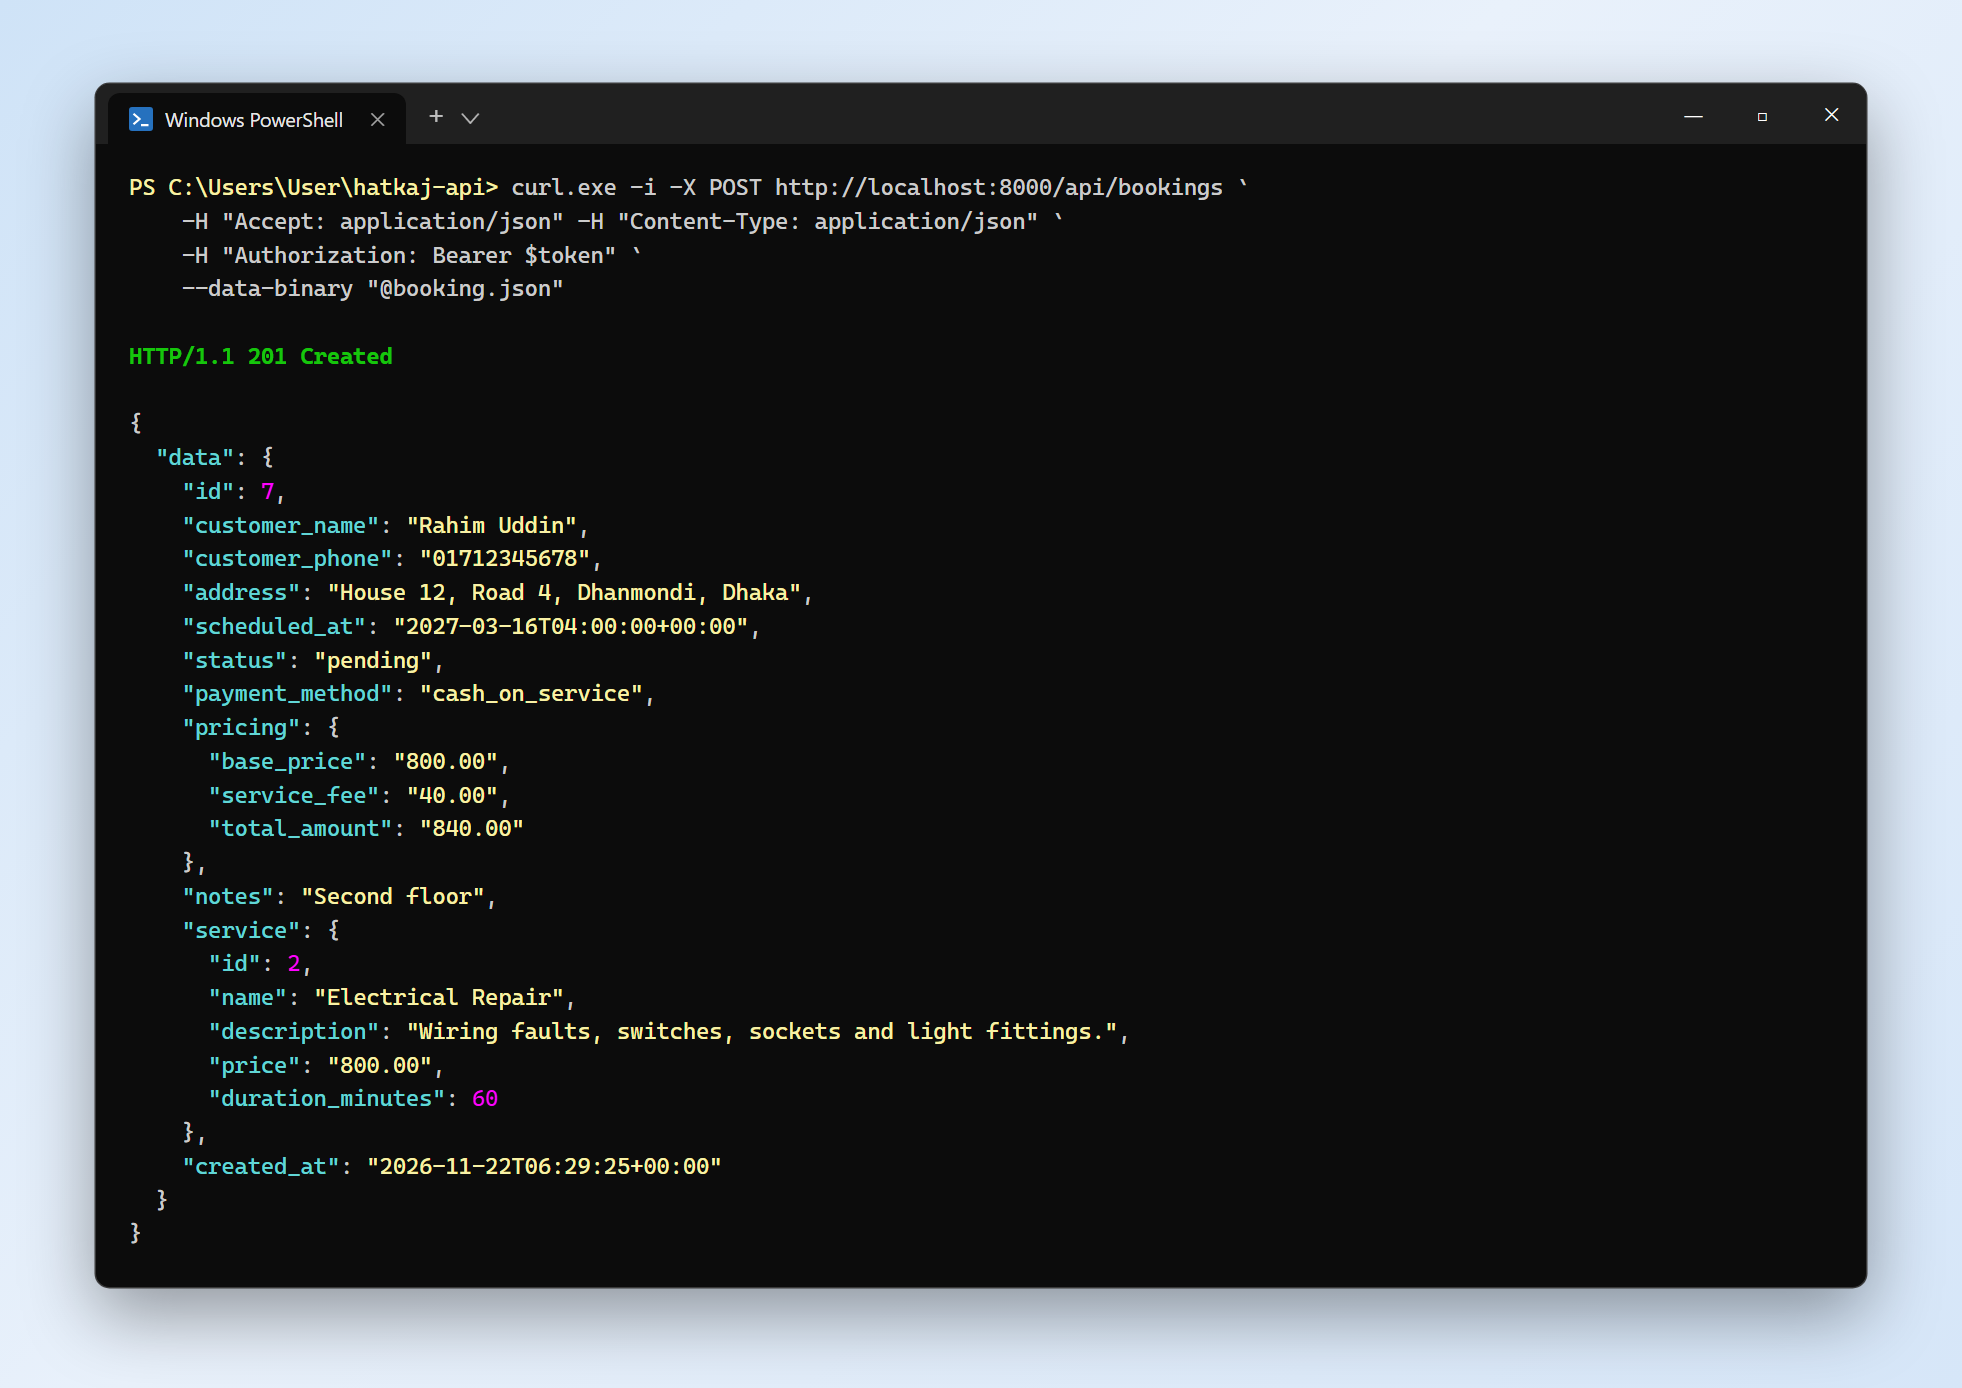 Windows PowerShell
PS C:\Users\User\hatkaj-api> curl.exe -i -X POST http://localhost:8000/api/bookings `
    -H "Accept: application/json" -H "Content-Type: application/json" `
    -H "Authorization: Bearer $token" `
    --data-binary "@booking.json"
HTTP/1.1 201 Created
{
  "data": {
    "id": 7,
    "customer_name": "Rahim Uddin",
    "customer_phone": "01712345678",
    "address": "House 12, Road 4, Dhanmondi, Dhaka",
    "scheduled_at": "2027-03-16T04:00:00+00:00",
    "status": "pending",
    "payment_method": "cash_on_service",
    "pricing": {
      "base_price": "800.00",
      "service_fee": "40.00",
      "total_amount": "840.00"
    },
    "notes": "Second floor",
    "service": {
      "id": 2,
      "name": "Electrical Repair",
      "description": "Wiring faults, switches, sockets and light fittings.",
      "price": "800.00",
      "duration_minutes": 60
    },
    "created_at": "2026-11-22T06:29:25+00:00"
  }
}